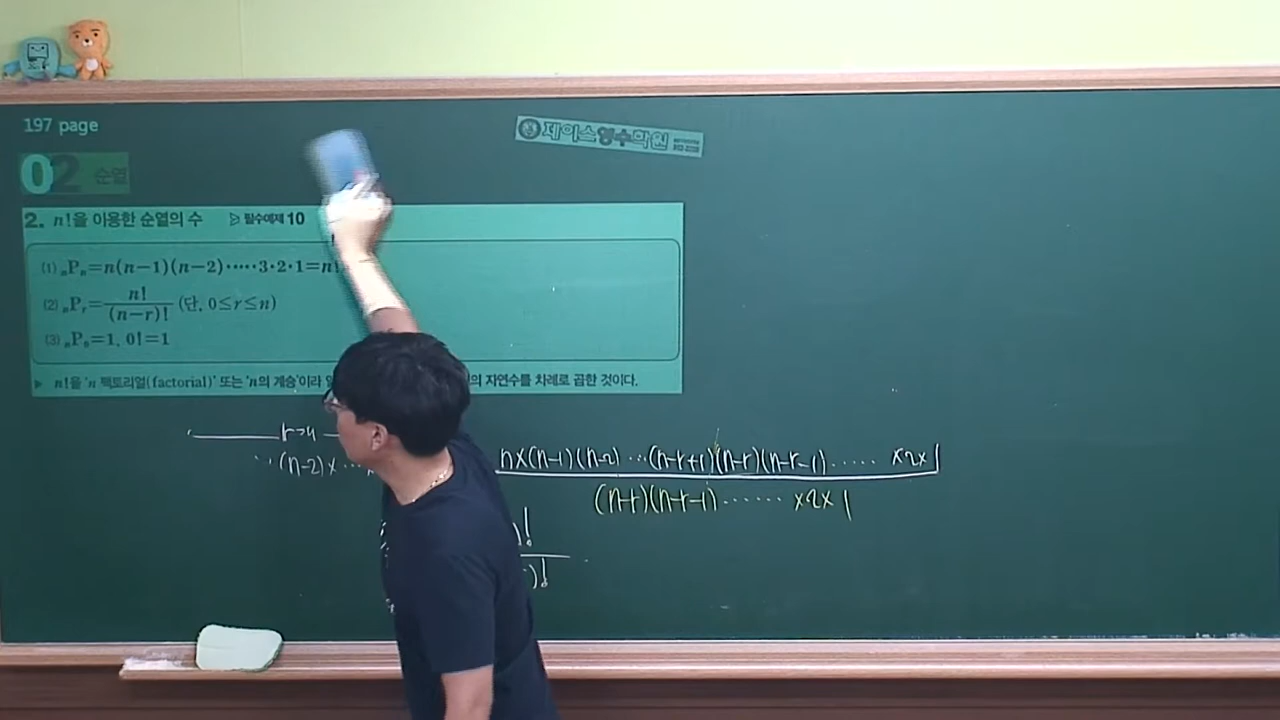 197 page
제이스영수학원
02 순열
2. n!을 이용한 순열의 수 ▷ 필수예제 10
(1) ₙPₙ=n(n−1)(n−2)·····3·2·1=n!
(2) ₙPᵣ=n!/(n−r)! (단, 0≤r≤n)
(3) ₙP₀=1, 0!=1
▶ n!을 'n 팩토리얼(factorial)' 또는 'n의 계승'이라 의 자연수를 차례로 곱한 것이다.
(n-2)× ···
n×(n-1)(n-2) ···(n-r+1)(n-r)(n-r-1)······ ×2×1
(n-r)(n-r-1)······ ×2×1
!
)!